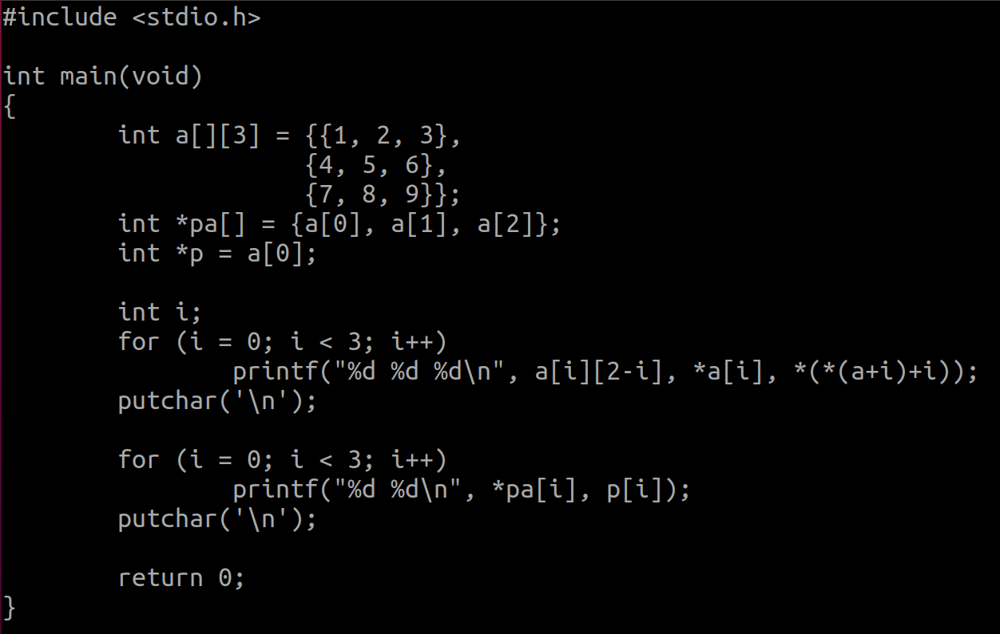 #include <stdio.h>
int main(void)
{
int a[][3] = {{1, 2, 3},
{4, 5, 6},
{7, 8, 9}};
int *pa[] = {a[0], a[1], a[2]};
int *p = a[0];
int i;
for (i = 0; i < 3; i++)
printf("%d %d %d\n", a[i][2-i], *a[i], *(*(a+i)+i));
putchar('\n');
for (i = 0; i < 3; i++)
printf("%d %d\n", *pa[i], p[i]);
putchar('\n');
return 0;
}